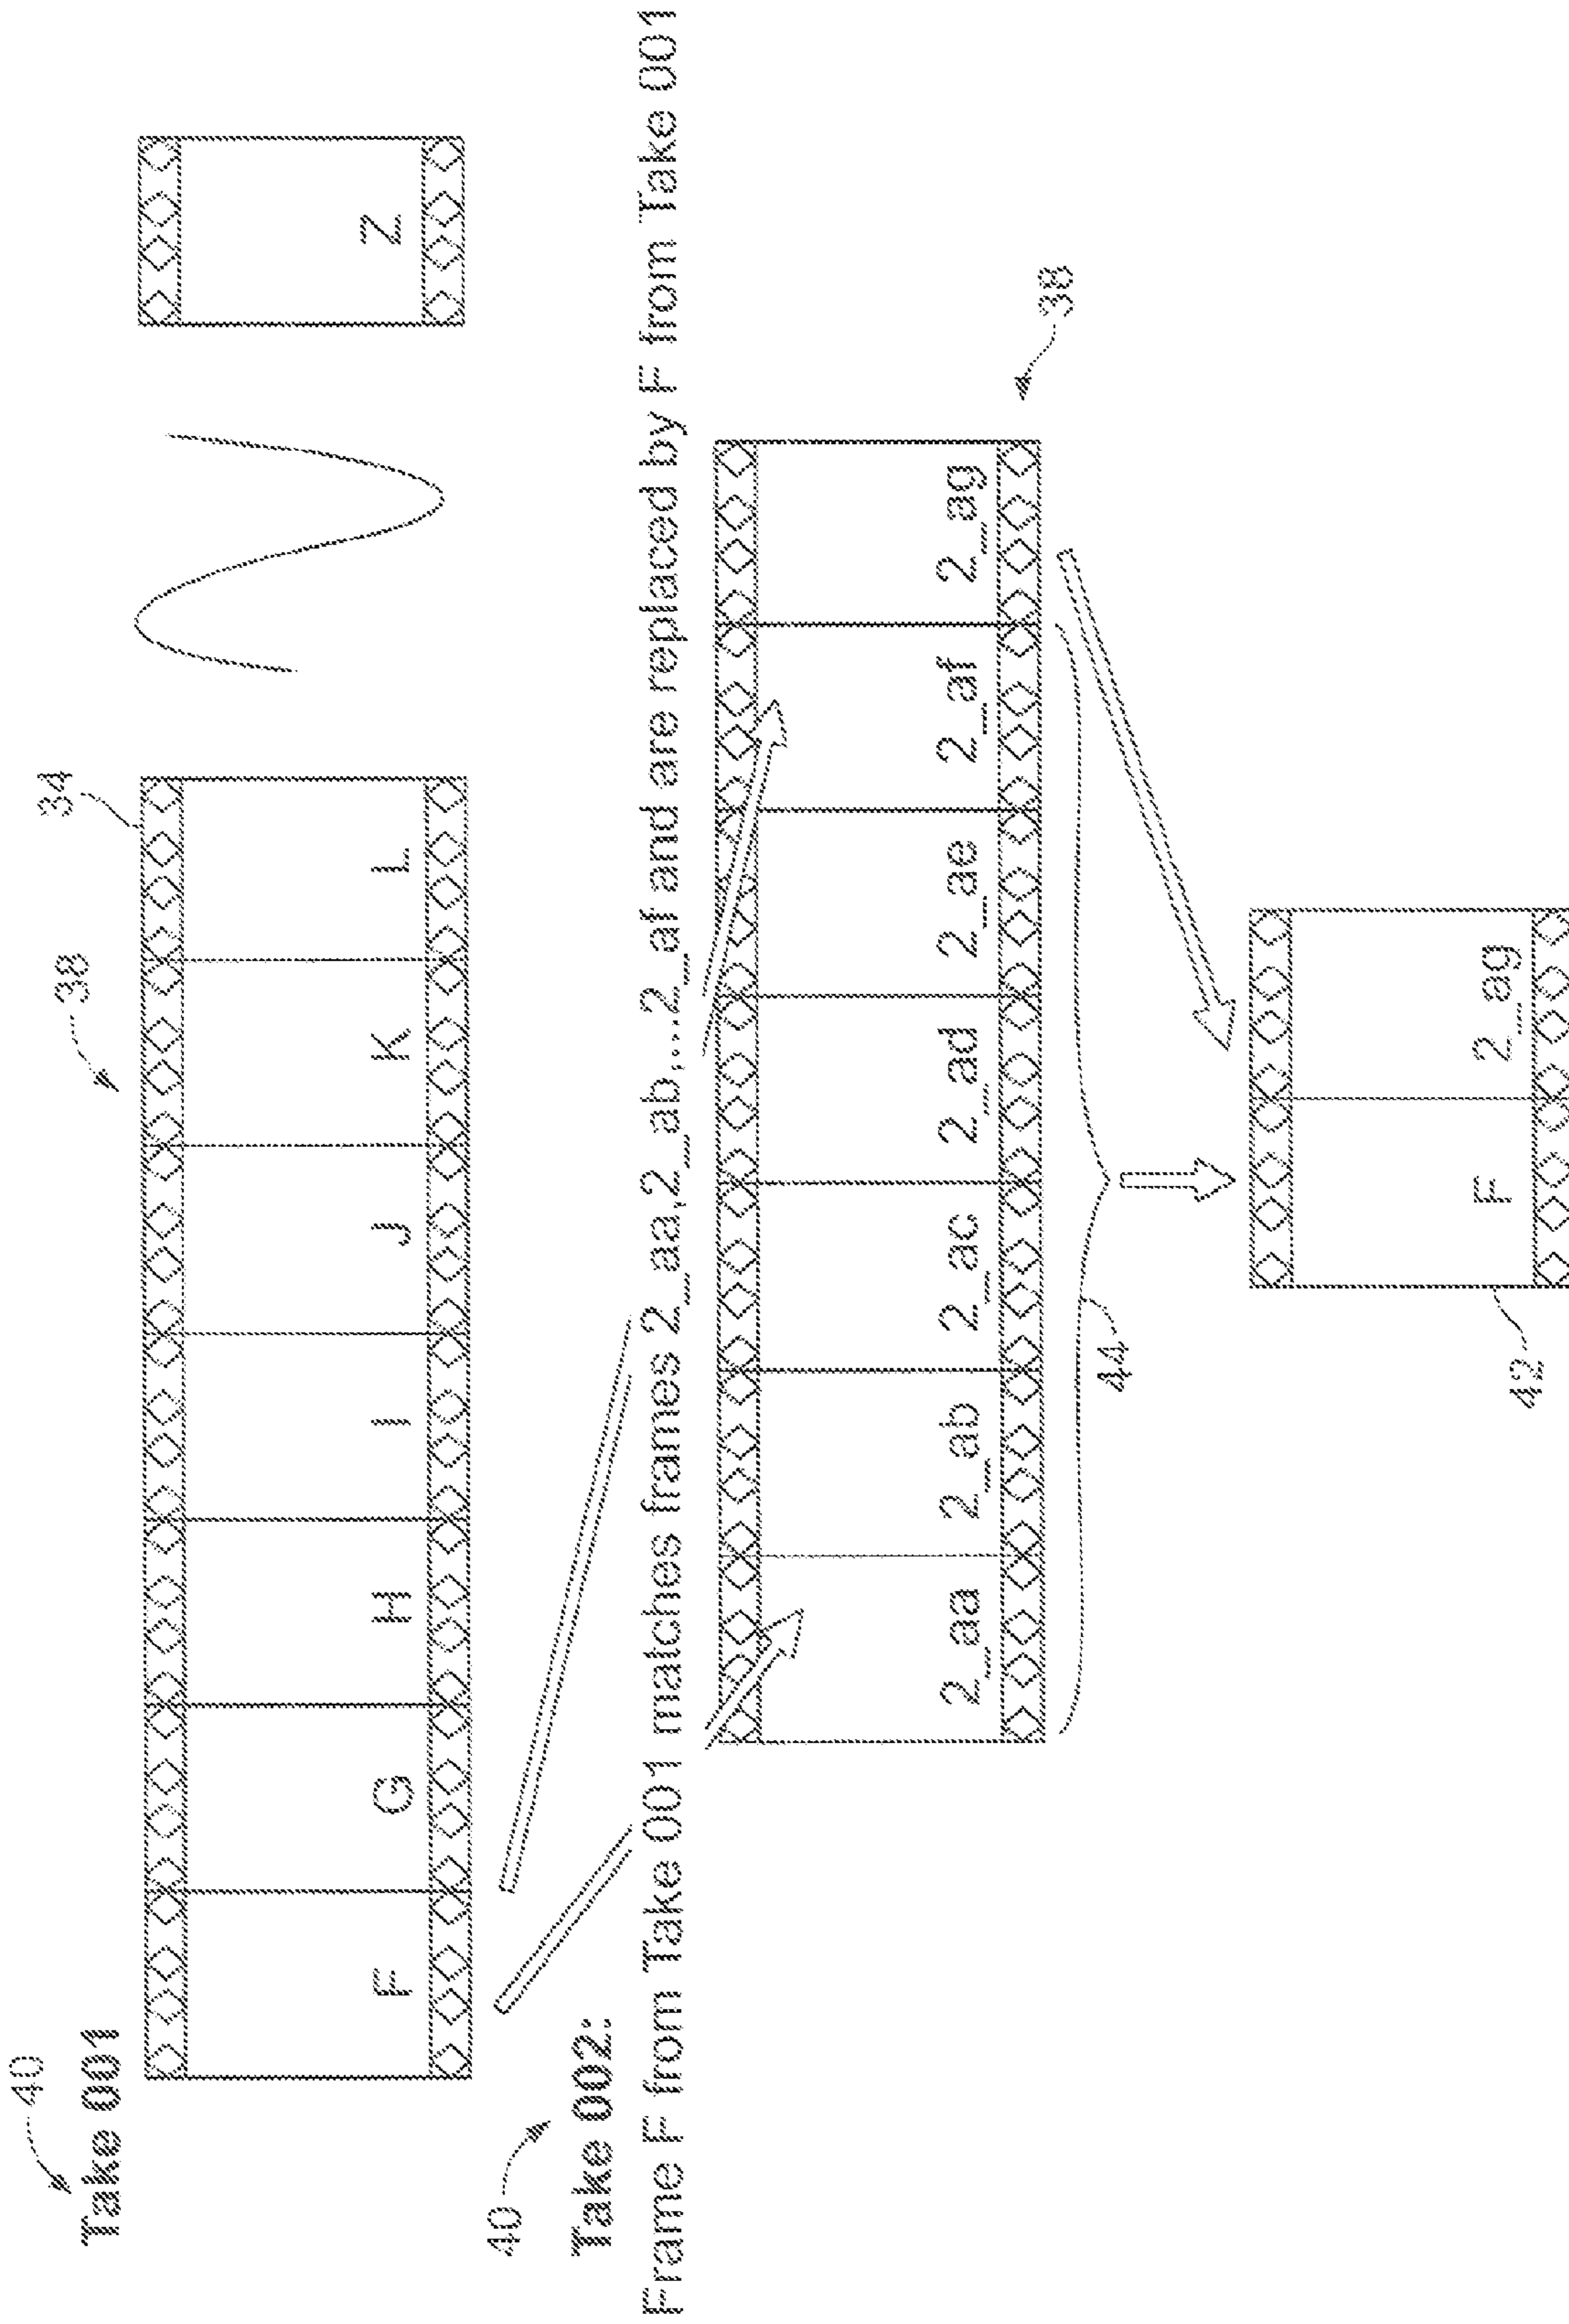 40
Take 001
38
34
F G H I J K L Z
40
Take 002:
Frame F from Take 001 matches frames 2_aa,2_ab,...2_af and are replaced by F from Take 001
2_aa 2_ab 2_ac 2_ad 2_ae 2_af 2_ag
38
44
F 2_ag
42